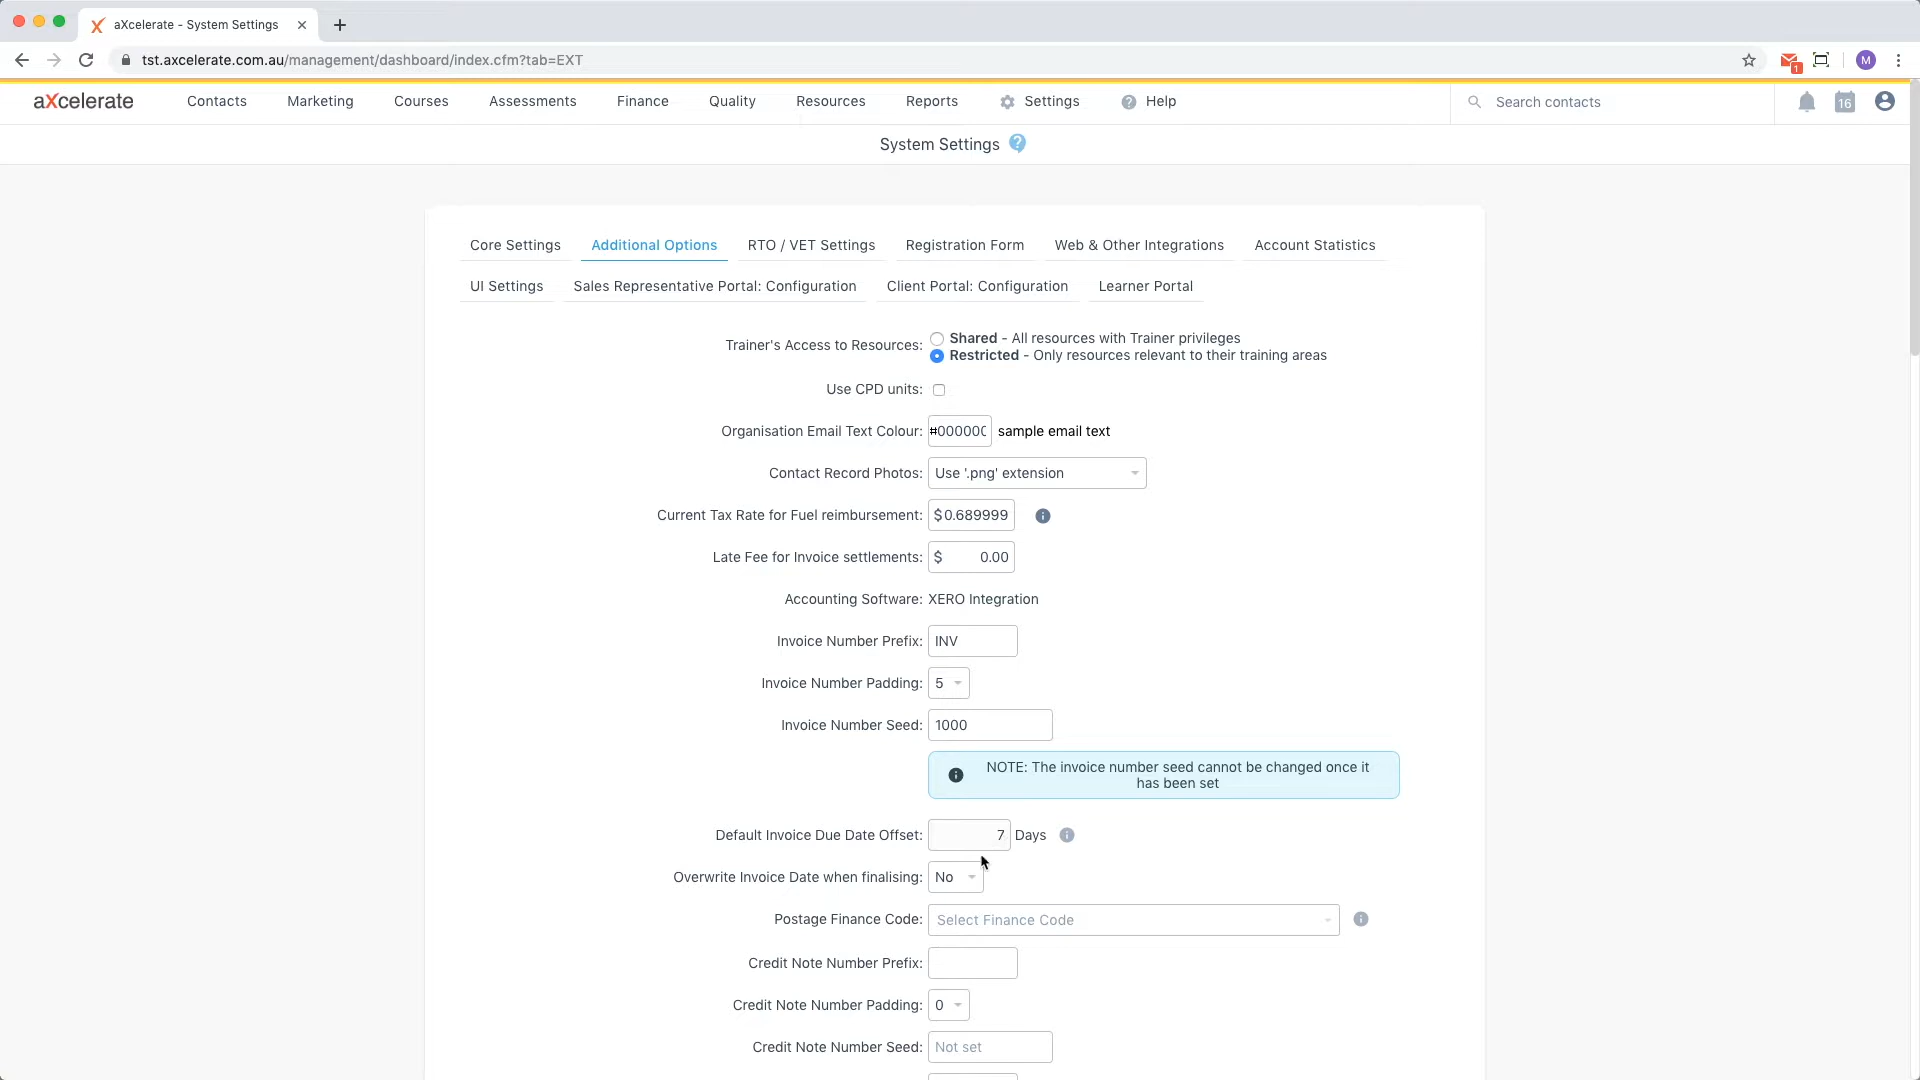 aXcelerate - System Settings
tst.axcelerate.com.au/management/dashboard/index.cfm?tab=EXT
1
M
aXcelerate Contacts Marketing Courses Assessments Finance Quality Resources Reports Settings Help Search contacts 16
System Settings
Core Settings Additional Options RTO / VET Settings Registration Form Web & Other Integrations Account Statistics
UI Settings Sales Representative Portal: Configuration Client Portal: Configuration Learner Portal
Trainer's Access to Resources:
Shared - All resources with Trainer privileges
Restricted - Only resources relevant to their training areas
Use CPD units:
Organisation Email Text Colour: #000000 sample email text
Contact Record Photos: Use '.png' extension
Current Tax Rate for Fuel reimbursement: $0.689999
Late Fee for Invoice settlements: $ 0.00
Accounting Software: XERO Integration
Invoice Number Prefix: INV
Invoice Number Padding: 5
Invoice Number Seed: 1000
NOTE: The invoice number seed cannot be changed once it
has been set
Default Invoice Due Date Offset: 7 Days
Overwrite Invoice Date when finalising: No
Postage Finance Code: Select Finance Code
Credit Note Number Prefix:
Credit Note Number Padding: 0
Credit Note Number Seed: Not set